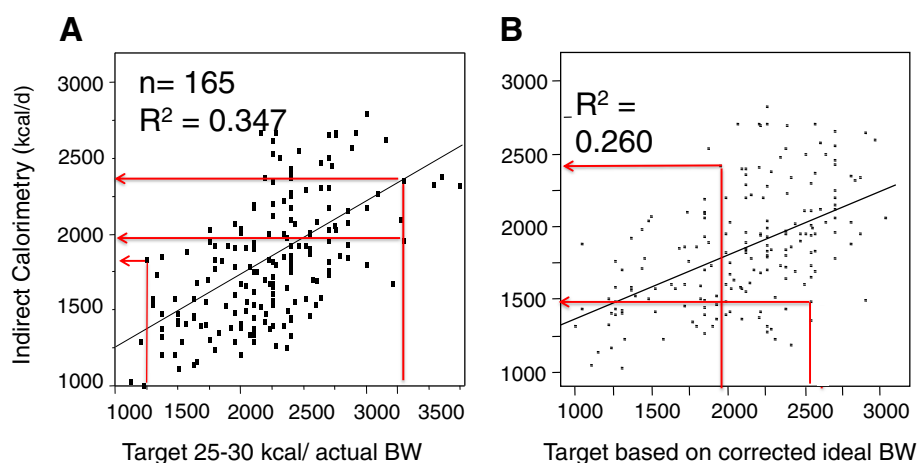 A
n= 165
R² = 0.347
Indirect Calorimetry (kcal/d)
3000
2500
2000
1500
1000
1000 1500 2000 2500 3000 3500
Target 25-30 kcal/ actual BW
B
R² =
0.260
3000
2500
2000
1500
1000
1000 1500 2000 2500 3000
Target based on corrected ideal BW